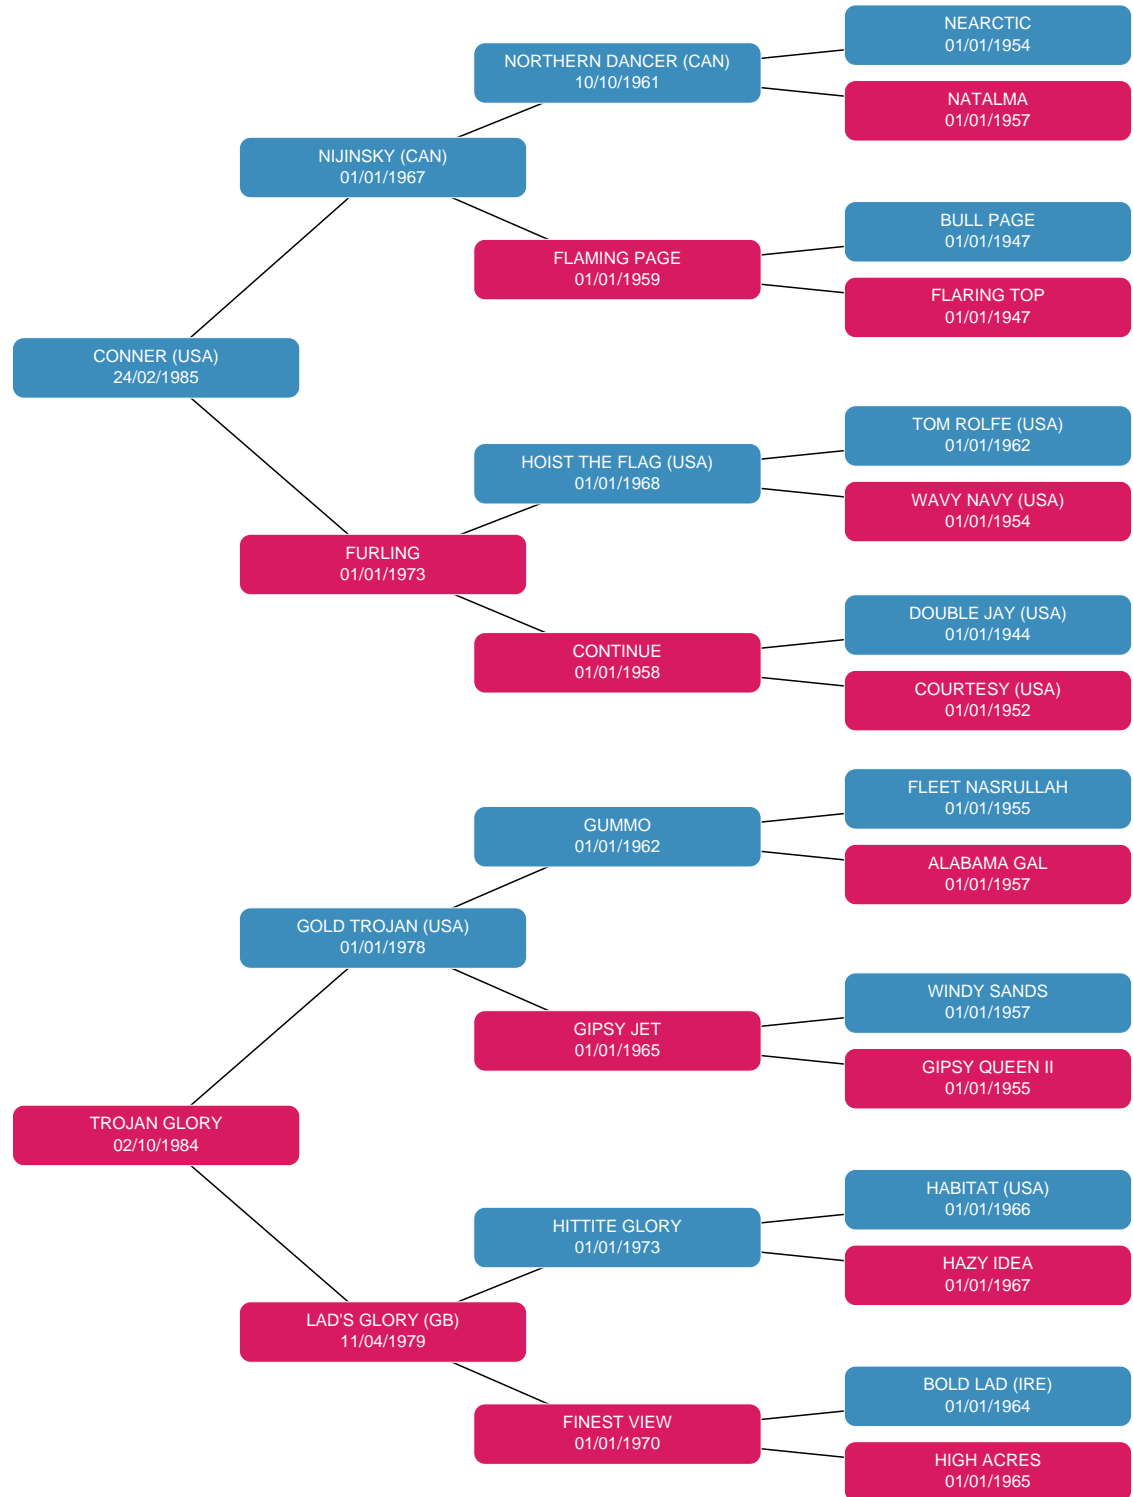 NEARCTIC
01/01/1954
NORTHERN DANCER (CAN)
10/10/1961
NATALMA
01/01/1957
NIJINSKY (CAN)
01/01/1967
BULL PAGE
01/01/1947
FLAMING PAGE
01/01/1959
FLARING TOP
01/01/1947
CONNER (USA)
24/02/1985
TOM ROLFE (USA)
01/01/1962
HOIST THE FLAG (USA)
01/01/1968
WAVY NAVY (USA)
01/01/1954
FURLING
01/01/1973
DOUBLE JAY (USA)
01/01/1944
CONTINUE
01/01/1958
COURTESY (USA)
01/01/1952
FLEET NASRULLAH
01/01/1955
GUMMO
01/01/1962
ALABAMA GAL
01/01/1957
GOLD TROJAN (USA)
01/01/1978
WINDY SANDS
01/01/1957
GIPSY JET
01/01/1965
GIPSY QUEEN II
01/01/1955
TROJAN GLORY
02/10/1984
HABITAT (USA)
01/01/1966
HITTITE GLORY
01/01/1973
HAZY IDEA
01/01/1967
LAD'S GLORY (GB)
11/04/1979
BOLD LAD (IRE)
01/01/1964
FINEST VIEW
01/01/1970
HIGH ACRES
01/01/1965